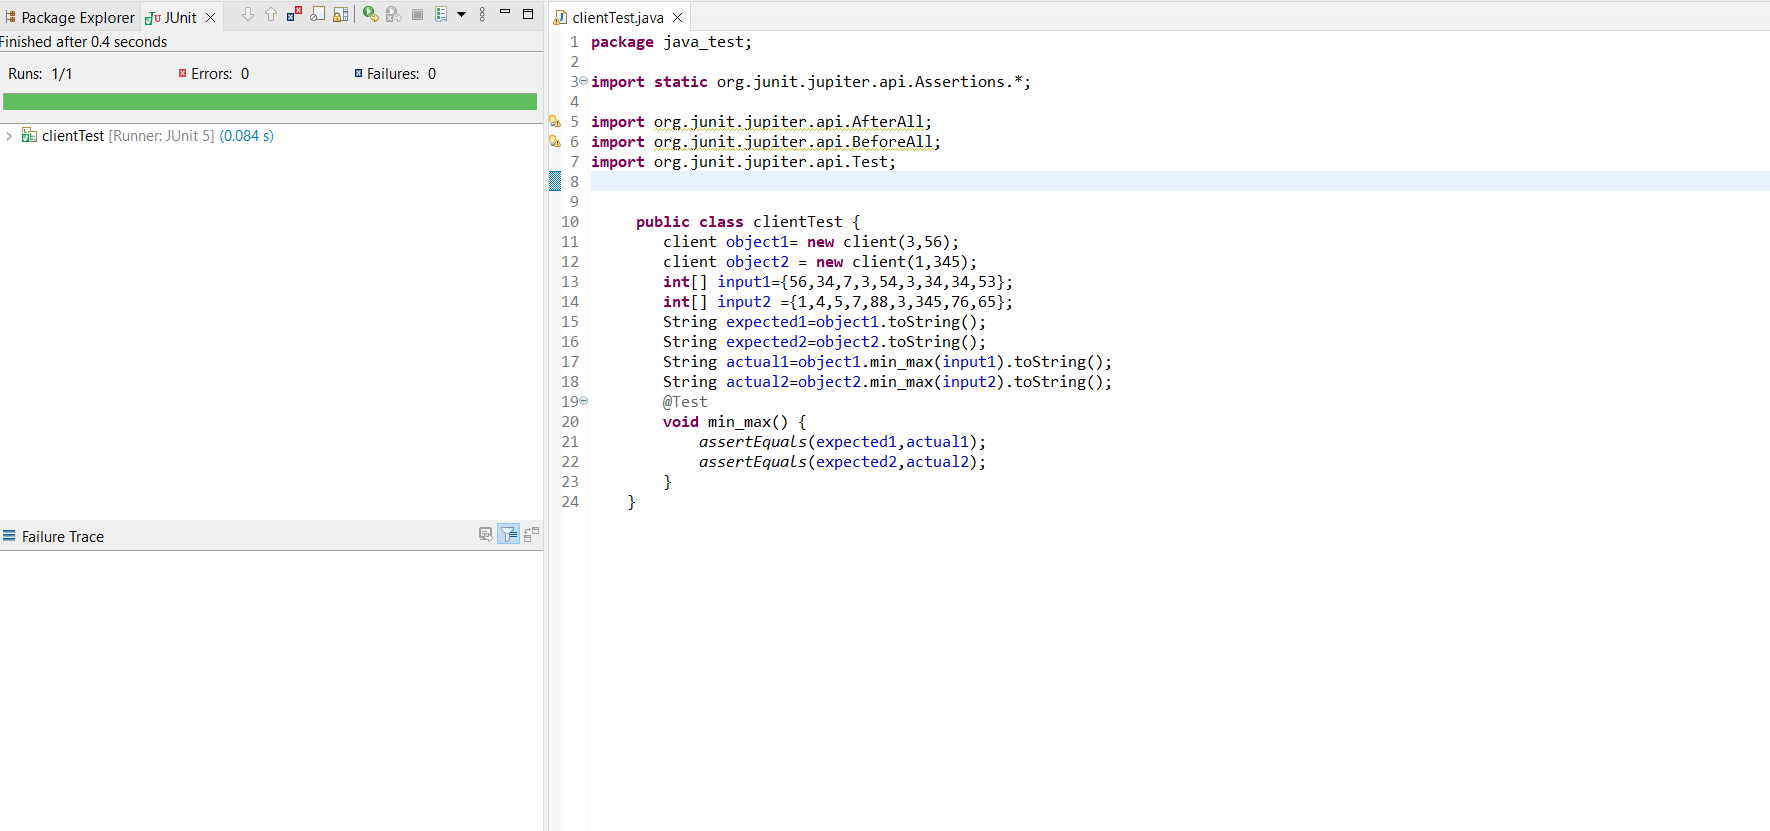 Package Explorer JUnit
Finished after 0.4 seconds
Runs: 1/1 Errors: 0 Failures: 0
clientTest [Runner: JUnit 5] (0.084 s)
Failure Trace
clientTest.java
1 package java_test;
2
3 import static org.junit.jupiter.api.Assertions.*;
4
5 import org.junit.jupiter.api.AfterAll;
6 import org.junit.jupiter.api.BeforeAll;
7 import org.junit.jupiter.api.Test;
8
9
10 public class clientTest {
11 client object1= new client(3,56);
12 client object2 = new client(1,345);
13 int[] input1={56,34,7,3,54,3,34,34,53};
14 int[] input2 ={1,4,5,7,88,3,345,76,65};
15 String expected1=object1.toString();
16 String expected2=object2.toString();
17 String actual1=object1.min_max(input1).toString();
18 String actual2=object2.min_max(input2).toString();
19 @Test
20 void min_max() {
21 assertEquals(expected1,actual1);
22 assertEquals(expected2,actual2);
23 }
24 }